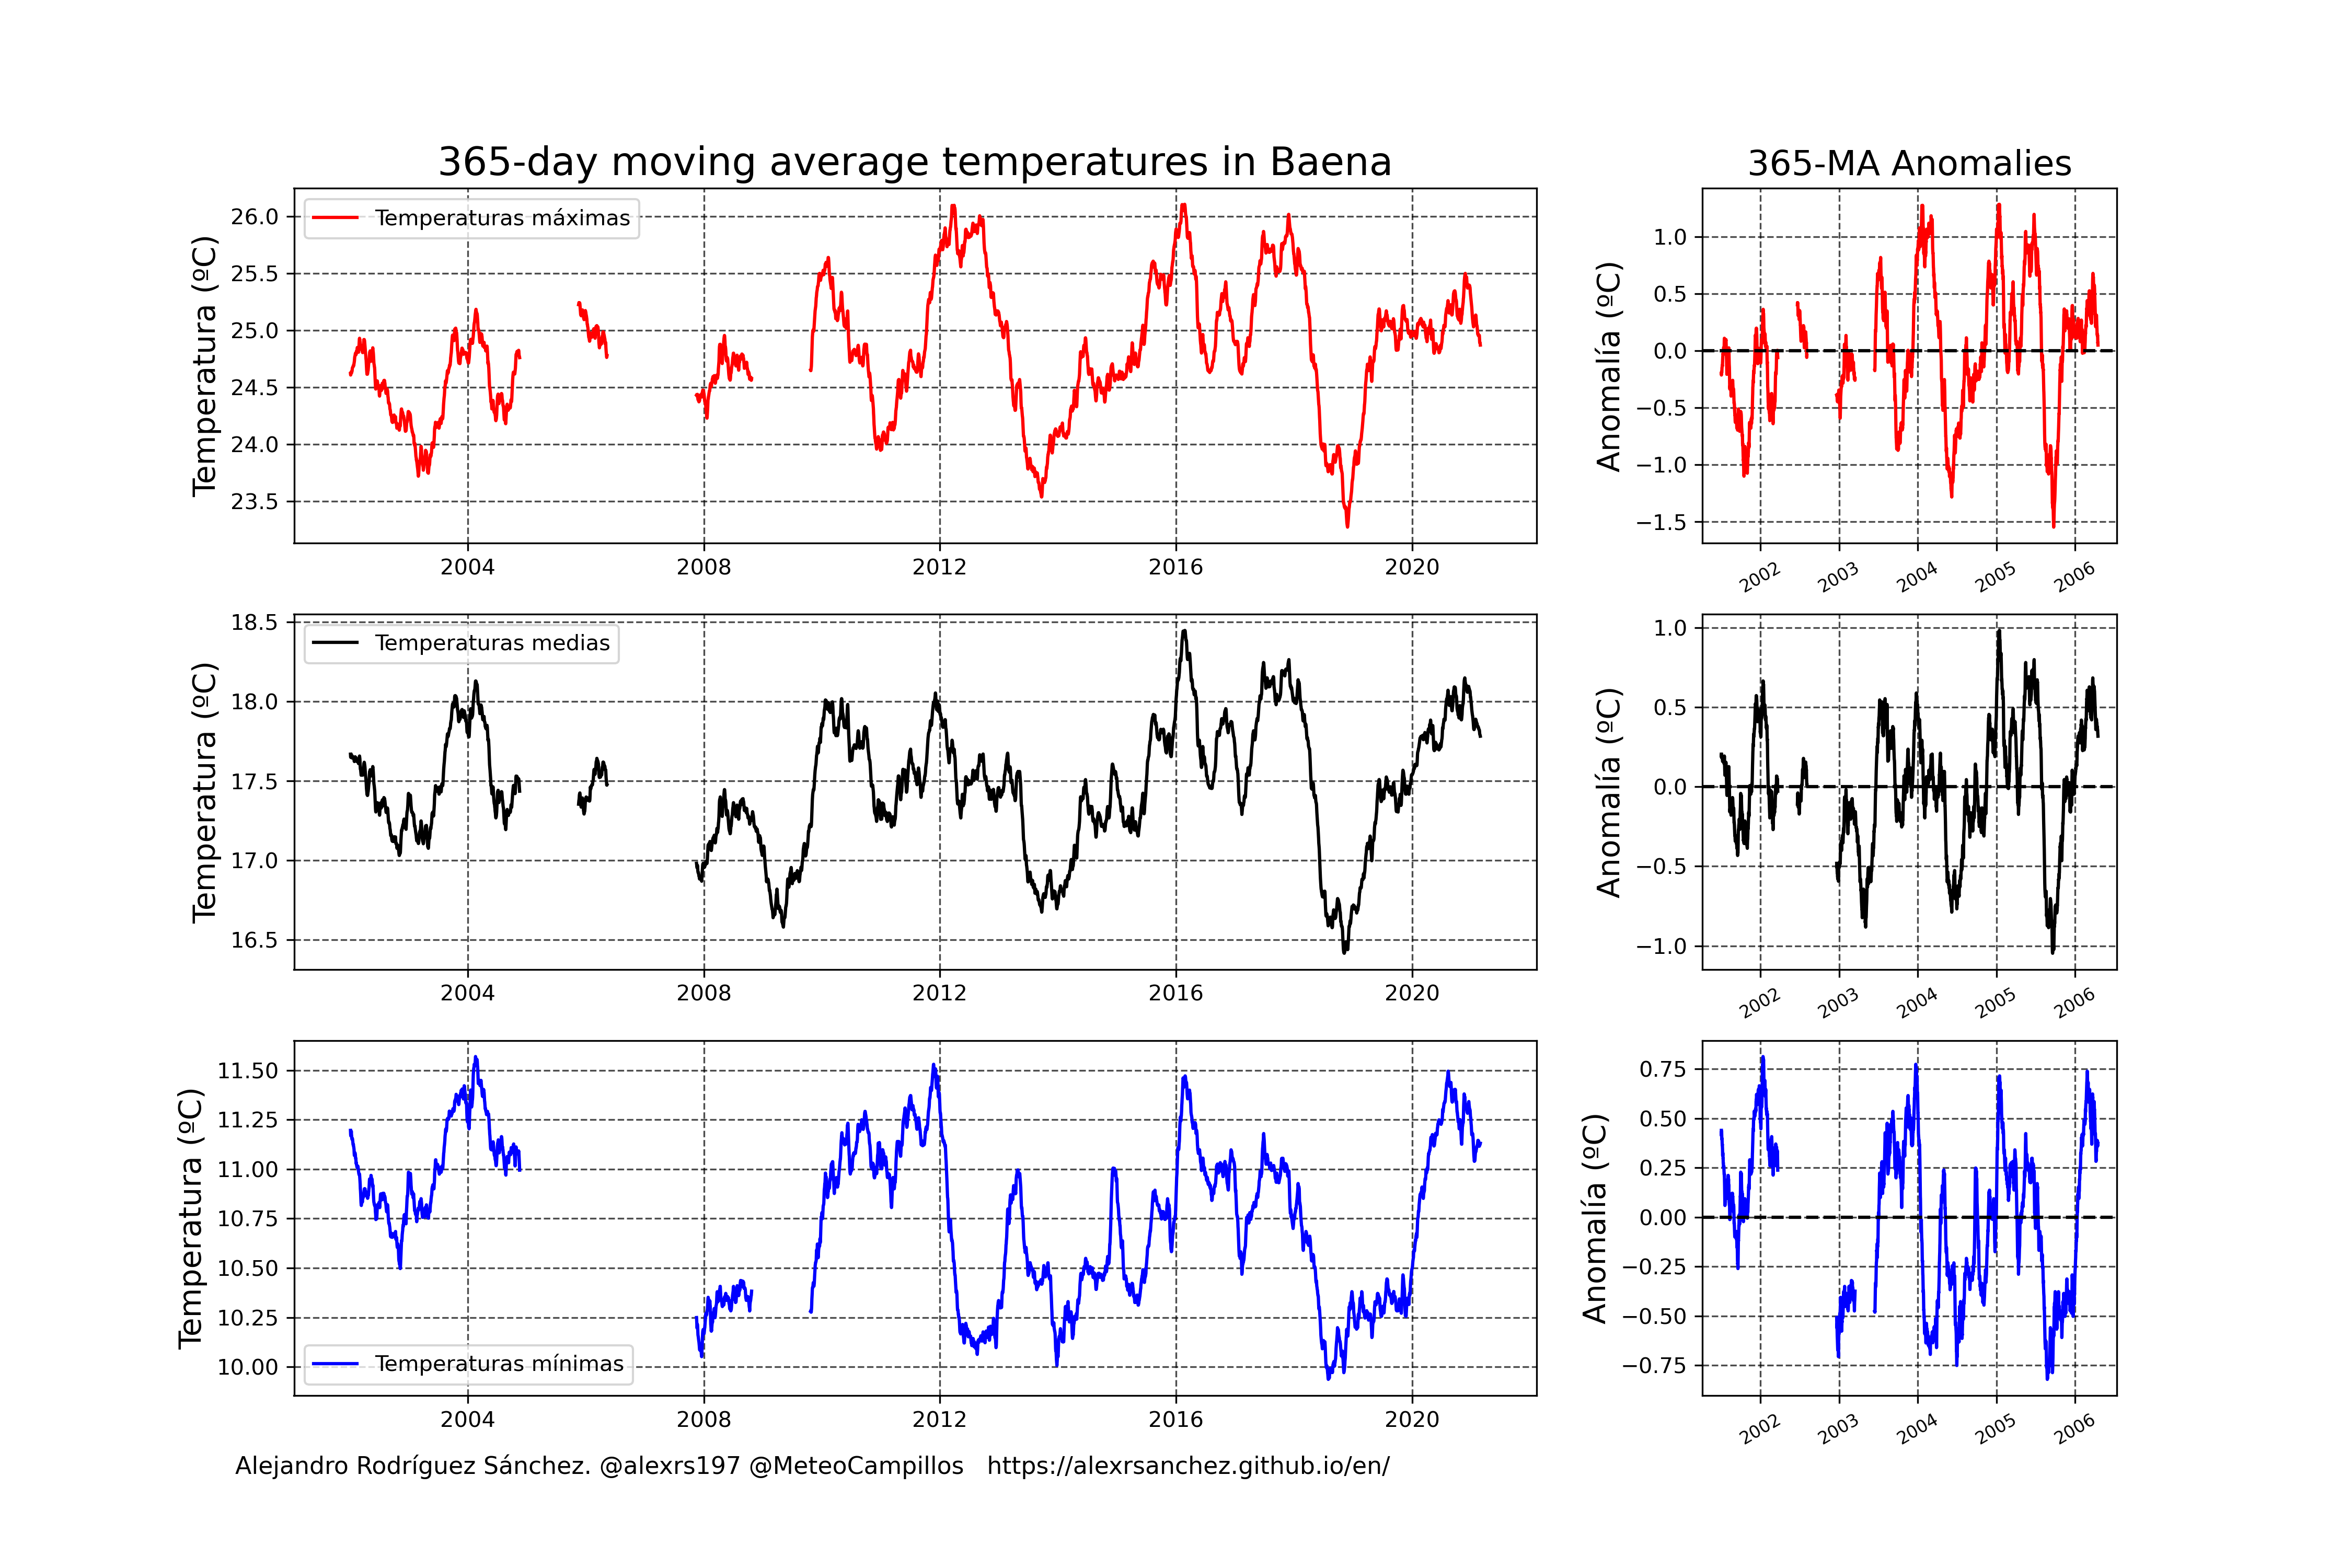 365-day moving average temperatures in Baena
365-MA Anomalies
Temperatura (ºC)
26.0
25.5
25.0
24.5
24.0
23.5
Temperaturas máximas
2004 2008 2012 2016 2020
Anomalía (ºC)
1.0
0.5
0.0
−0.5
−1.0
−1.5
2002 2003 2004 2005 2006
Temperatura (ºC)
18.5
18.0
17.5
17.0
16.5
Temperaturas medias
2004 2008 2012 2016 2020
Anomalía (ºC)
1.0
0.5
0.0
−0.5
−1.0
2002 2003 2004 2005 2006
Temperatura (ºC)
11.50
11.25
11.00
10.75
10.50
10.25
10.00
Temperaturas mínimas
2004 2008 2012 2016 2020
Anomalía (ºC)
0.75
0.50
0.25
0.00
−0.25
−0.50
−0.75
2002 2003 2004 2005 2006
Alejandro Rodríguez Sánchez. @alexrs197 @MeteoCampillos https://alexrsanchez.github.io/en/